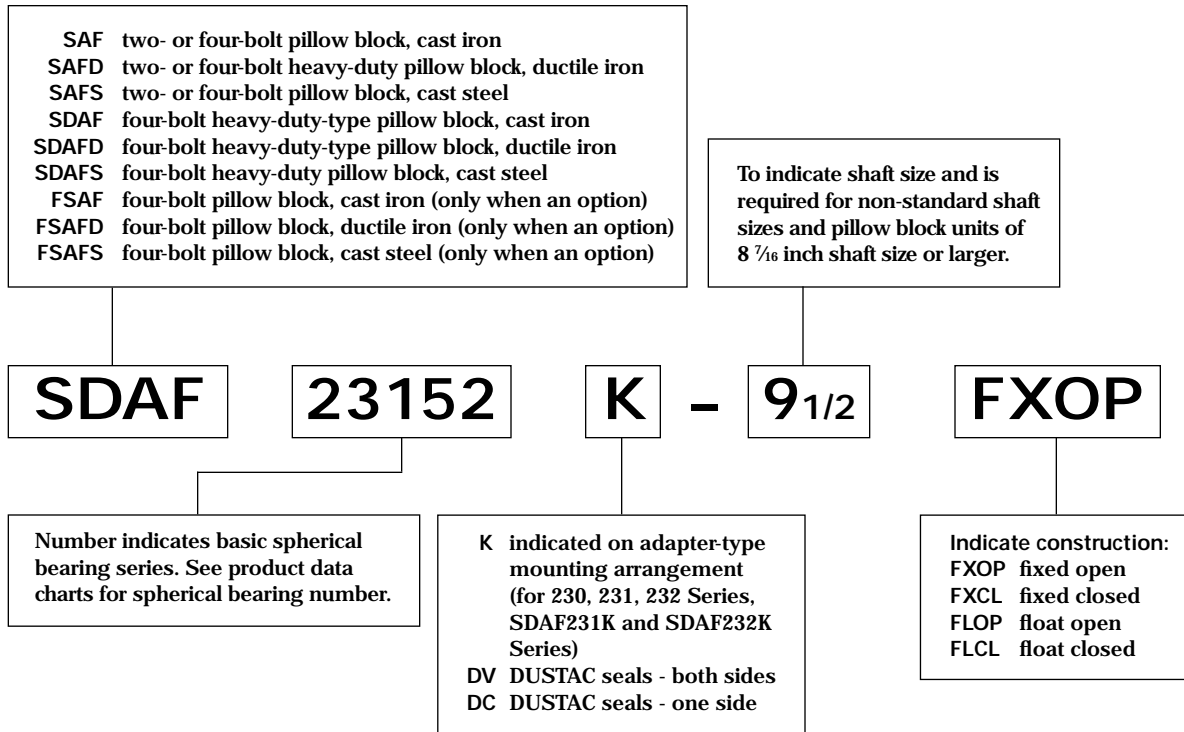 SAF two- or four-bolt pillow block, cast iron
SAFD two- or four-bolt heavy-duty pillow block, ductile iron
SAFS two- or four-bolt pillow block, cast steel
SDAF four-bolt heavy-duty-type pillow block, cast iron
SDAFD four-bolt heavy-duty-type pillow block, ductile iron
SDAFS four-bolt heavy-duty pillow block, cast steel
FSAF four-bolt pillow block, cast iron (only when an option)
FSAFD four-bolt pillow block, ductile iron (only when an option)
FSAFS four-bolt pillow block, cast steel (only when an option)
To indicate shaft size and is
required for non-standard shaft
sizes and pillow block units of
8 7/16 inch shaft size or larger.
SDAF 23152 K – 9 1/2 FXOP
Number indicates basic spherical
bearing series. See product data
charts for spherical bearing number.
K indicated on adapter-type
mounting arrangement
(for 230, 231, 232 Series,
SDAF231K and SDAF232K
Series)
DV DUSTAC seals - both sides
DC DUSTAC seals - one side
Indicate construction:
FXOP fixed open
FXCL fixed closed
FLOP float open
FLCL float closed